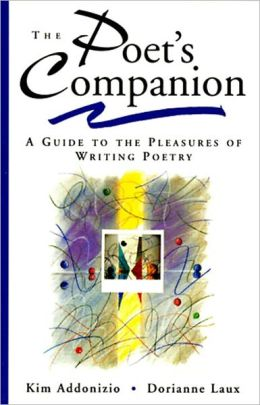 THE
Poet's
Companion
A GUIDE TO THE PLEASURES OF
WRITING POETRY
Kim Addonizio • Dorianne Laux